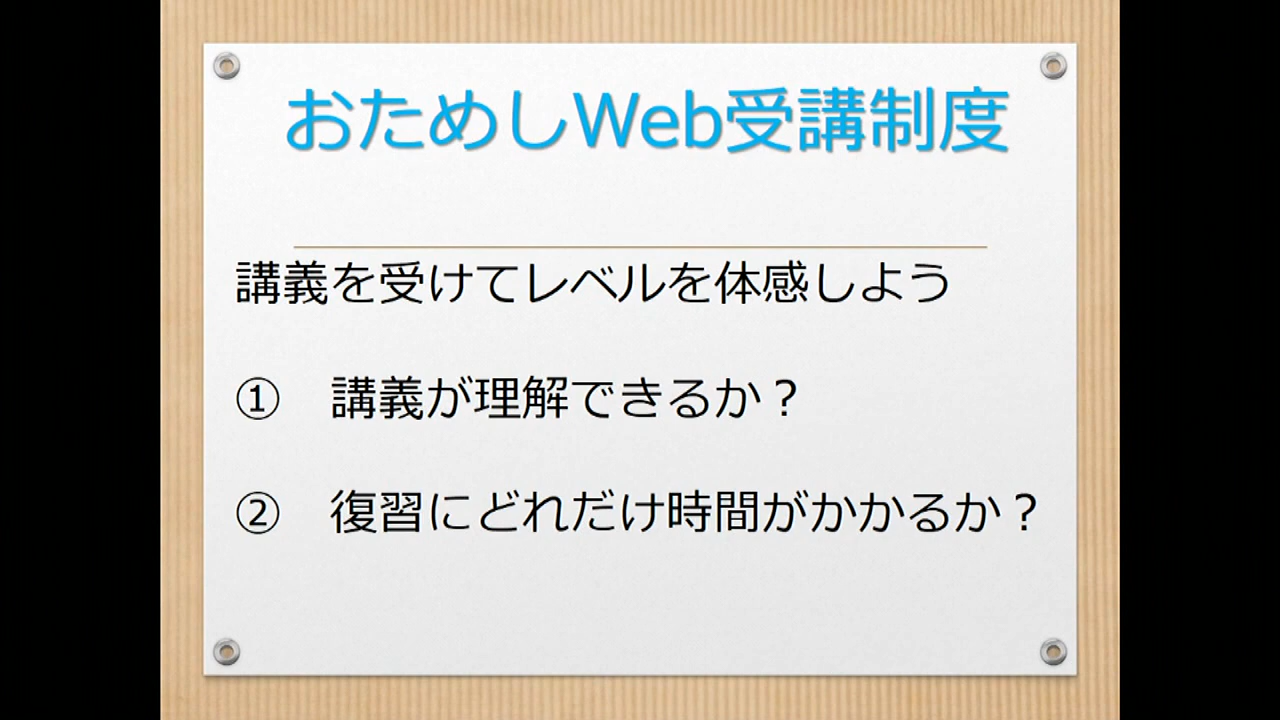 おためしWeb受講制度
講義を受けてレベルを体感しよう
①　講義が理解できるか？
②　復習にどれだけ時間がかかるか？